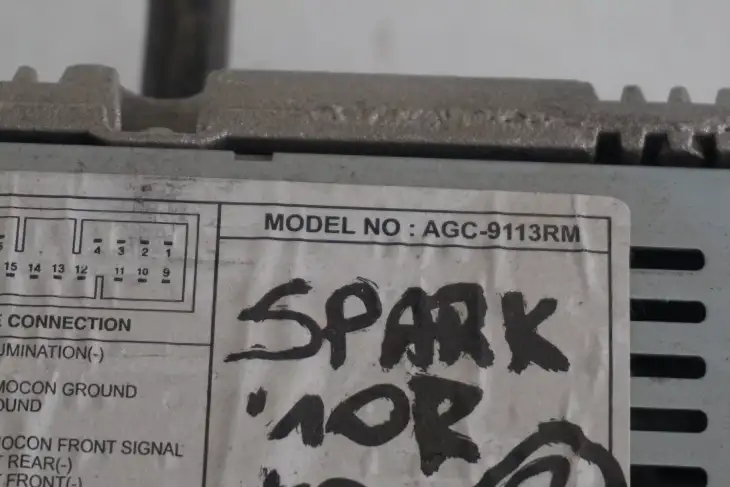 MODEL NO : AGC-9113RM
4 3 2 1
15 14 13 12 11 10 9
CONNECTION
UMINATION(-)
MOCON GROUND
OUND
OCON FRONT SIGNAL
REAR(-)
FRONT(-)
SPARK
'10R